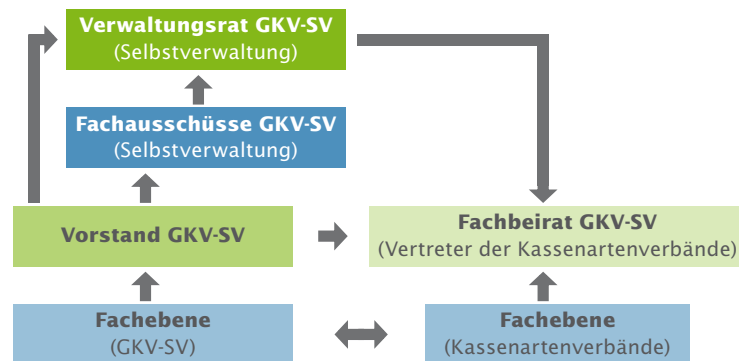 Verwaltungsrat GKV-SV
(Selbstverwaltung)
Fachausschüsse GKV-SV
(Selbstverwaltung)
Vorstand GKV-SV
Fachbeirat GKV-SV
(Vertreter der Kassenartenverbände)
Fachebene
(GKV-SV)
Fachebene
(Kassenartenverbände)